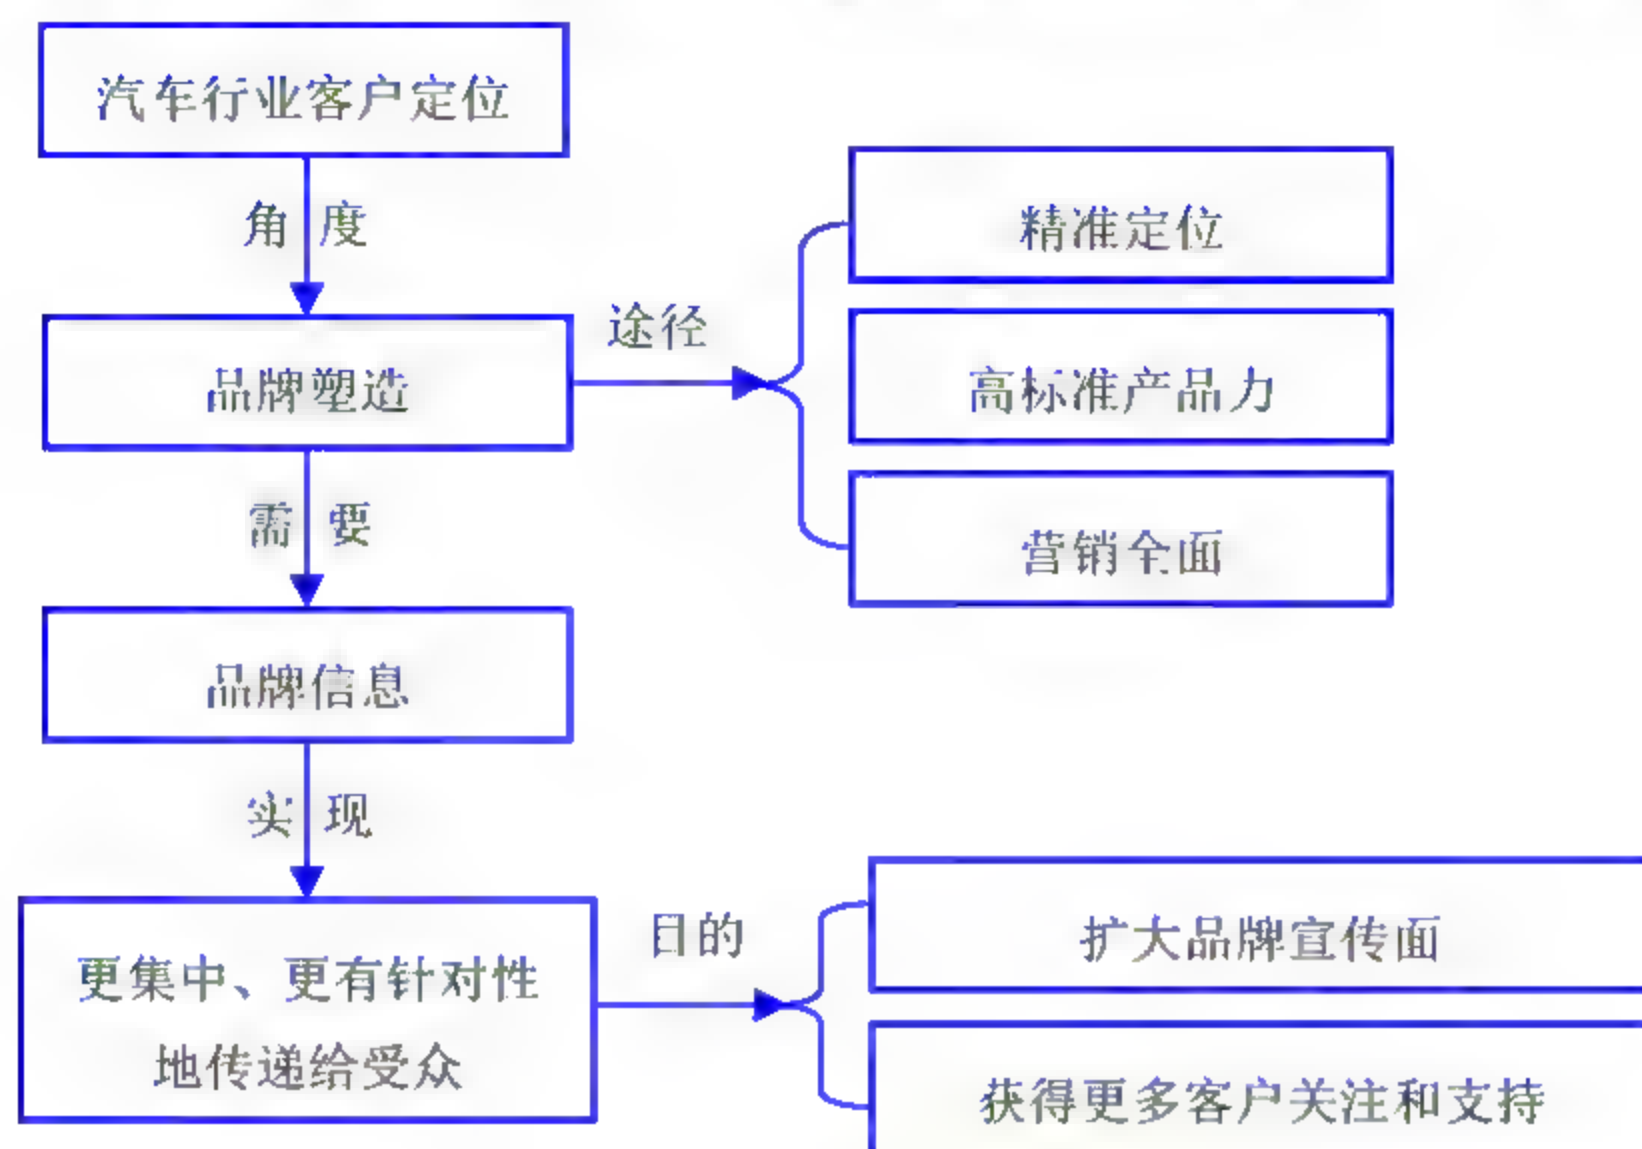 汽车行业客户定位
角 度
精准定位
途径
品牌塑造
高标准产品力
需 要
营销全面
品牌信息
实 现
目的
扩大品牌宣传面
更集中、更有针对性
地传递给受众
获得更多客户关注和支持